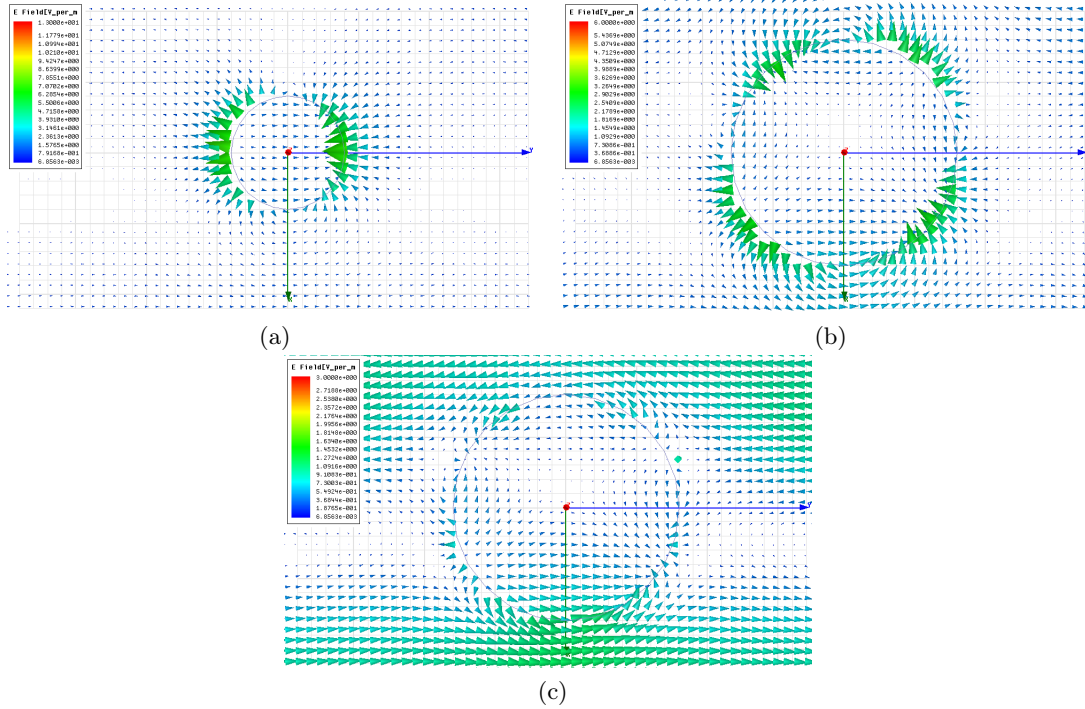 E Field[V_per_m
1.3000e+001
1.1779e+001
1.0994e+001
1.0210e+001
9.4247e+000
8.6399e+000
7.8551e+000
7.0702e+000
6.2854e+000
5.5006e+000
4.7158e+000
3.9310e+000
3.1461e+000
2.3613e+000
1.5765e+000
7.9168e-001
6.8563e-003
(a)
E Field[V_per_m
6.0000e+000
5.4369e+000
5.0749e+000
4.7129e+000
4.3509e+000
3.9889e+000
3.6269e+000
3.2649e+000
2.9029e+000
2.5409e+000
2.1789e+000
1.8169e+000
1.4549e+000
1.0929e+000
7.3086e-001
3.6886e-001
6.8563e-003
(b)
E Field[V_per_m
3.0000e+000
2.7188e+000
2.5380e+000
2.3572e+000
2.1764e+000
1.9956e+000
1.8148e+000
1.6340e+000
1.4532e+000
1.2724e+000
1.0916e+000
9.1083e-001
7.3003e-001
5.4924e-001
3.6844e-001
1.8765e-001
6.8563e-003
(c)